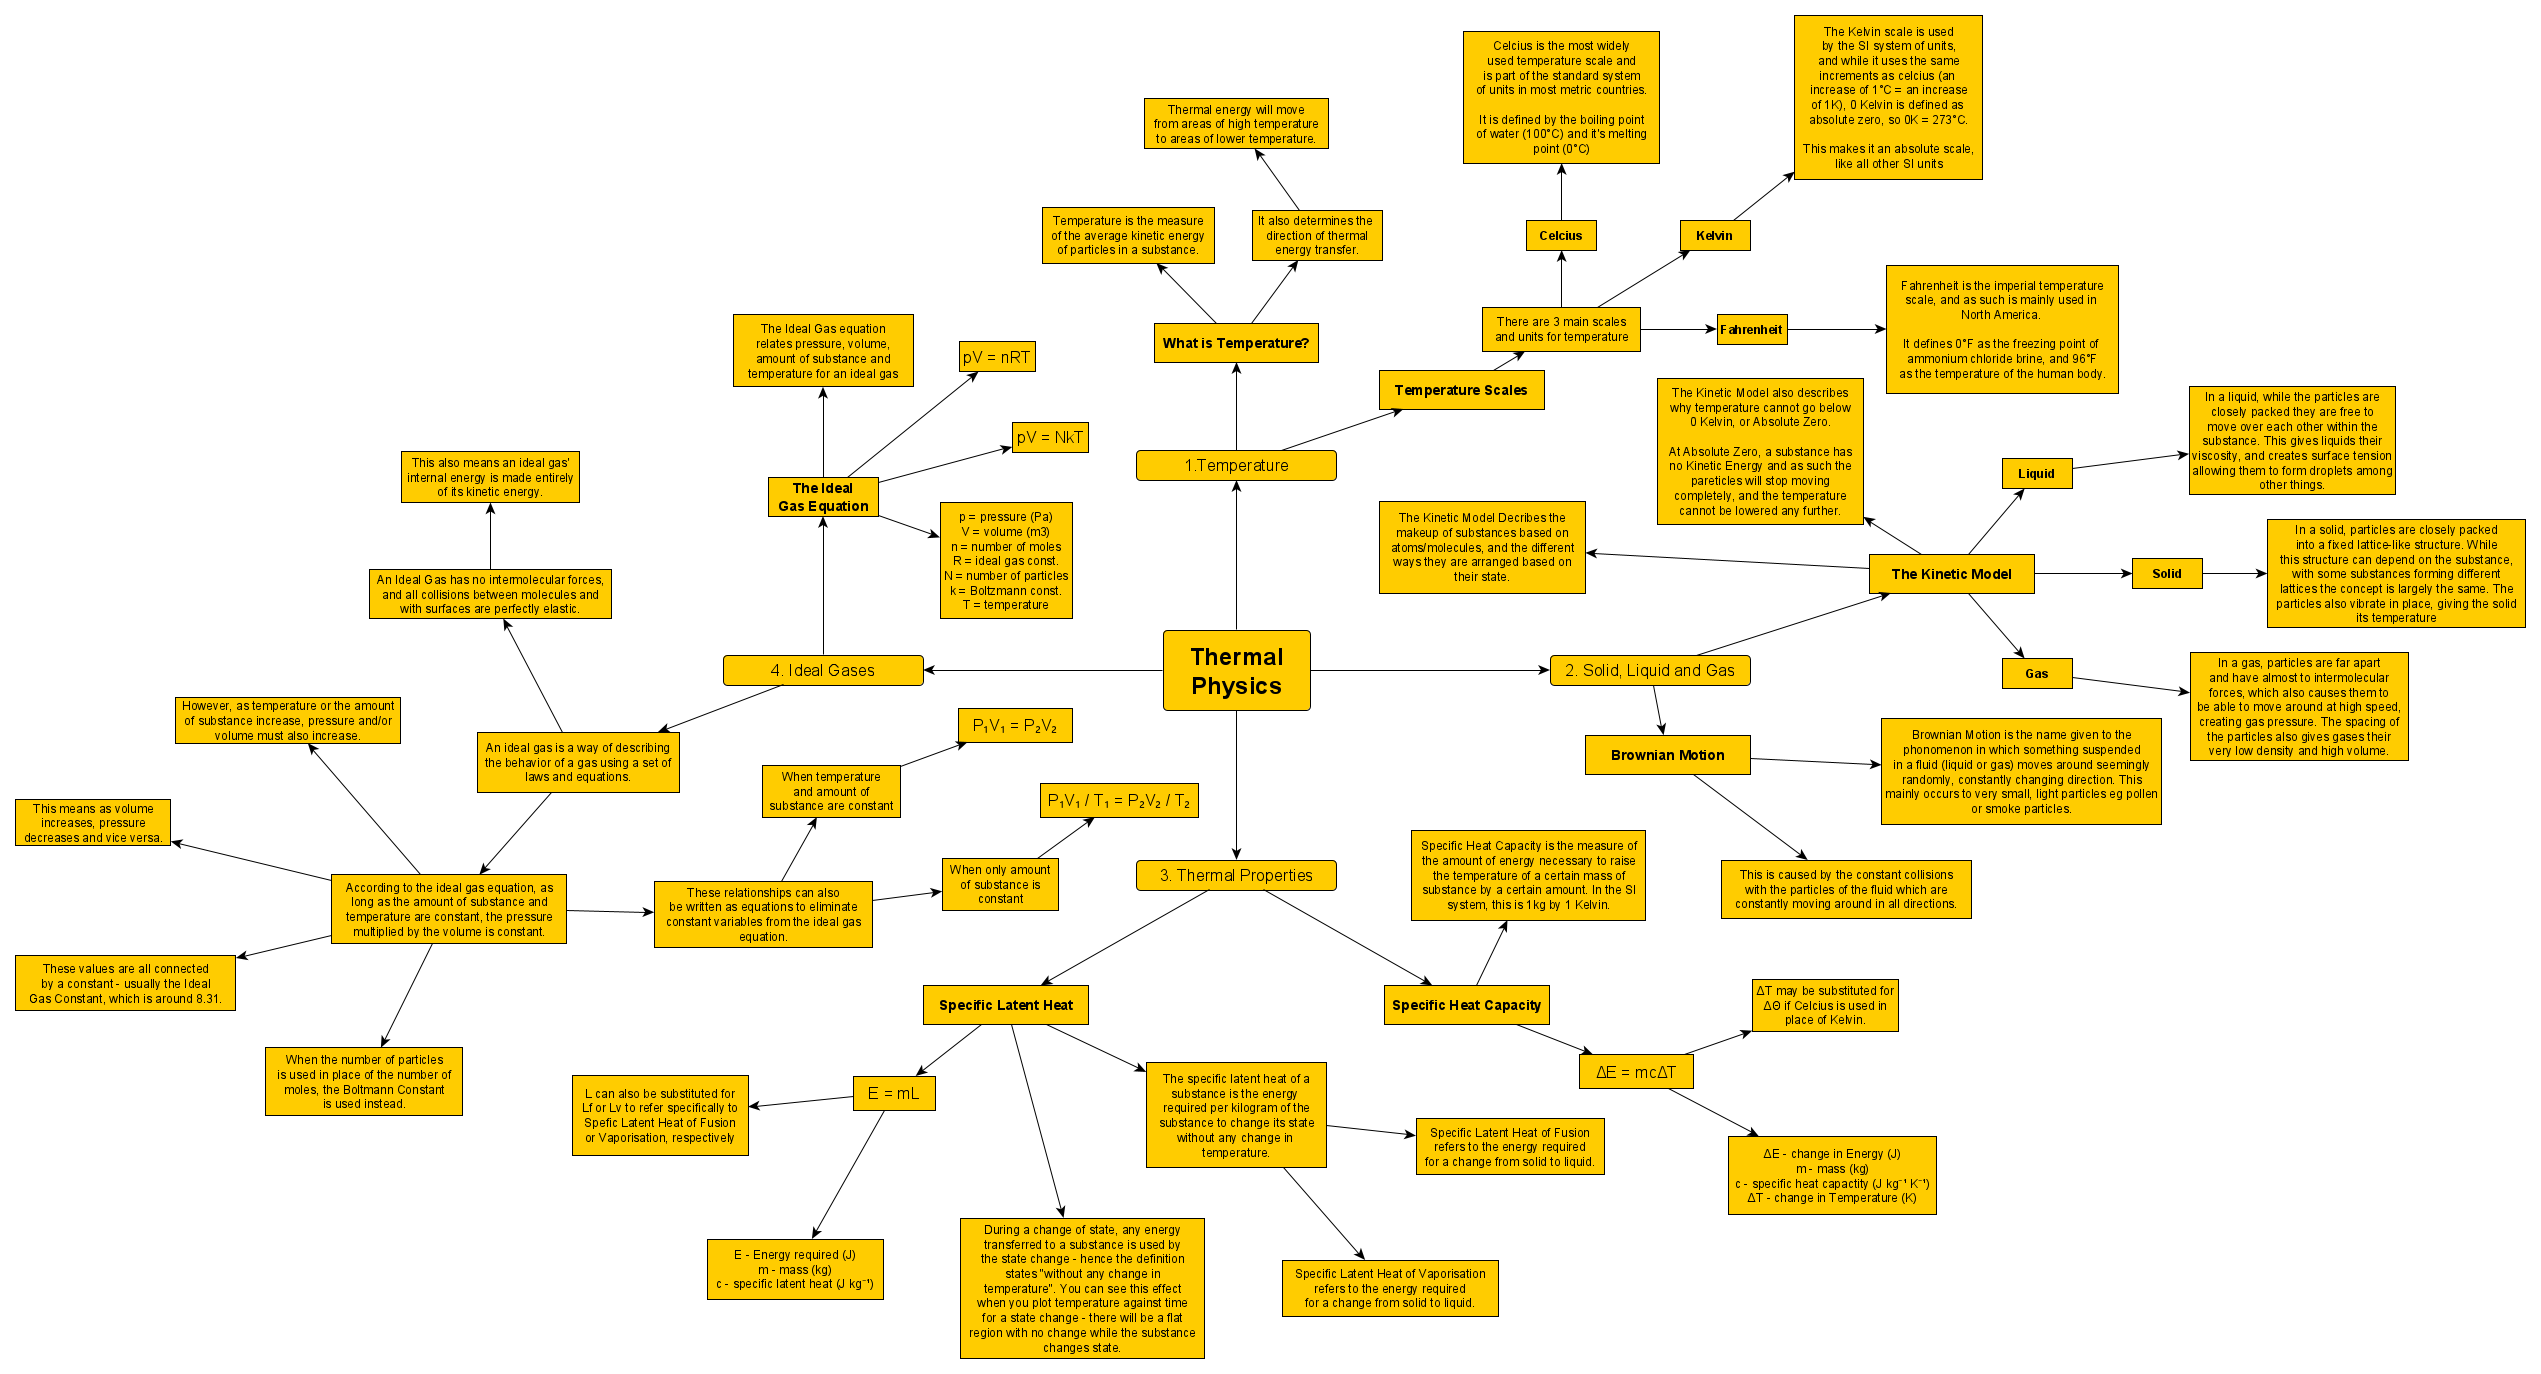 Thermal
Physics
1.Temperature
What is Temperature?
Temperature is the measure
of the average kinetic energy
of particles in a substance.
It also determines the
direction of thermal
energy transfer.
Thermal energy will move
from areas of high temperature
to areas of lower temperature.
Temperature Scales
There are 3 main scales
and units for temperature
Celcius
Celcius is the most widely
used temperature scale and
is part of the standard system
of units in most metric countries.
It is defined by the boiling point
of water (100°C) and it's melting
point (0°C)
Kelvin
The Kelvin scale is used
by the SI system of units,
and while it uses the same
increments as celcius (an
increase of 1°C = an increase
of 1K), 0 Kelvin is defined as
absolute zero, so 0K = 273°C.
This makes it an absolute scale,
like all other SI units
Fahrenheit
Fahrenheit is the imperial temperature
scale, and as such is mainly used in
North America.
It defines 0°F as the freezing point of
ammonium chloride brine, and 96°F
as the temperature of the human body.
2. Solid, Liquid and Gas
The Kinetic Model
The Kinetic Model Decribes the
makeup of substances based on
atoms/molecules, and the different
ways they are arranged based on
their state.
The Kinetic Model also describes
why temperature cannot go below
0 Kelvin, or Absolute Zero.
At Absolute Zero, a substance has
no Kinetic Energy and as such the
pareticles will stop moving
completely, and the temperature
cannot be lowered any further.
Liquid
In a liquid, while the particles are
closely packed they are free to
move over each other within the
substance. This gives liquids their
viscosity, and creates surface tension
allowing them to form droplets among
other things.
Solid
In a solid, particles are closely packed
into a fixed lattice-like structure. While
this structure can depend on the substance,
with some substances forming different
lattices the concept is largely the same. The
particles also vibrate in place, giving the solid
its temperature
Gas
In a gas, particles are far apart
and have almost to intermolecular
forces, which also causes them to
be able to move around at high speed,
creating gas pressure. The spacing of
the particles also gives gases their
very low density and high volume.
Brownian Motion
Brownian Motion is the name given to the
phonomenon in which something suspended
in a fluid (liquid or gas) moves around seemingly
randomly, constantly changing direction. This
mainly occurs to very small, light particles eg pollen
or smoke particles.
This is caused by the constant collisions
with the particles of the fluid which are
constantly moving around in all directions.
3. Thermal Properties
Specific Heat Capacity
Specific Heat Capacity is the measure of
the amount of energy necessary to raise
the temperature of a certain mass of
substance by a certain amount. In the SI
system, this is 1kg by 1 Kelvin.
ΔE = mcΔT
ΔT may be substituted for
ΔΘ if Celcius is used in
place of Kelvin.
ΔE - change in Energy (J)
m - mass (kg)
c - specific heat capactity (J kg⁻¹ K⁻¹)
ΔT - change in Temperature (K)
Specific Latent Heat
E = mL
L can also be substituted for
Lf or Lv to refer specifically to
Spefic Latent Heat of Fusion
or Vaporisation, respectively
E - Energy required (J)
m - mass (kg)
c - specific latent heat (J kg⁻¹)
During a change of state, any energy
transferred to a substance is used by
the state change - hence the definition
states "without any change in
temperature". You can see this effect
when you plot temperature against time
for a state change - there will be a flat
region with no change while the substance
changes state.
The specific latent heat of a
substance is the energy
required per kilogram of the
substance to change its state
without any change in
temperature.
Specific Latent Heat of Fusion
refers to the energy required
for a change from solid to liquid.
Specific Latent Heat of Vaporisation
refers to the energy required
for a change from solid to liquid.
4. Ideal Gases
The Ideal
Gas Equation
The Ideal Gas equation
relates pressure, volume,
amount of substance and
temperature for an ideal gas
pV = nRT
pV = NkT
p = pressure (Pa)
V = volume (m3)
n = number of moles
R = ideal gas const.
N = number of particles
k = Boltzmann const.
T = temperature
An ideal gas is a way of describing
the behavior of a gas using a set of
laws and equations.
An Ideal Gas has no intermolecular forces,
and all collisions between molecules and
with surfaces are perfectly elastic.
This also means an ideal gas'
internal energy is made entirely
of its kinetic energy.
According to the ideal gas equation, as
long as the amount of substance and
temperature are constant, the pressure
multiplied by the volume is constant.
However, as temperature or the amount
of substance increase, pressure and/or
volume must also increase.
This means as volume
increases, pressure
decreases and vice versa.
These values are all connected
by a constant - usually the Ideal
Gas Constant, which is around 8.31.
When the number of particles
is used in place of the number of
moles, the Boltmann Constant
is used instead.
These relationships can also
be written as equations to eliminate
constant variables from the ideal gas
equation.
When temperature
and amount of
substance are constant
P₁V₁ = P₂V₂
When only amount
of substance is
constant
P₁V₁ / T₁ = P₂V₂ / T₂